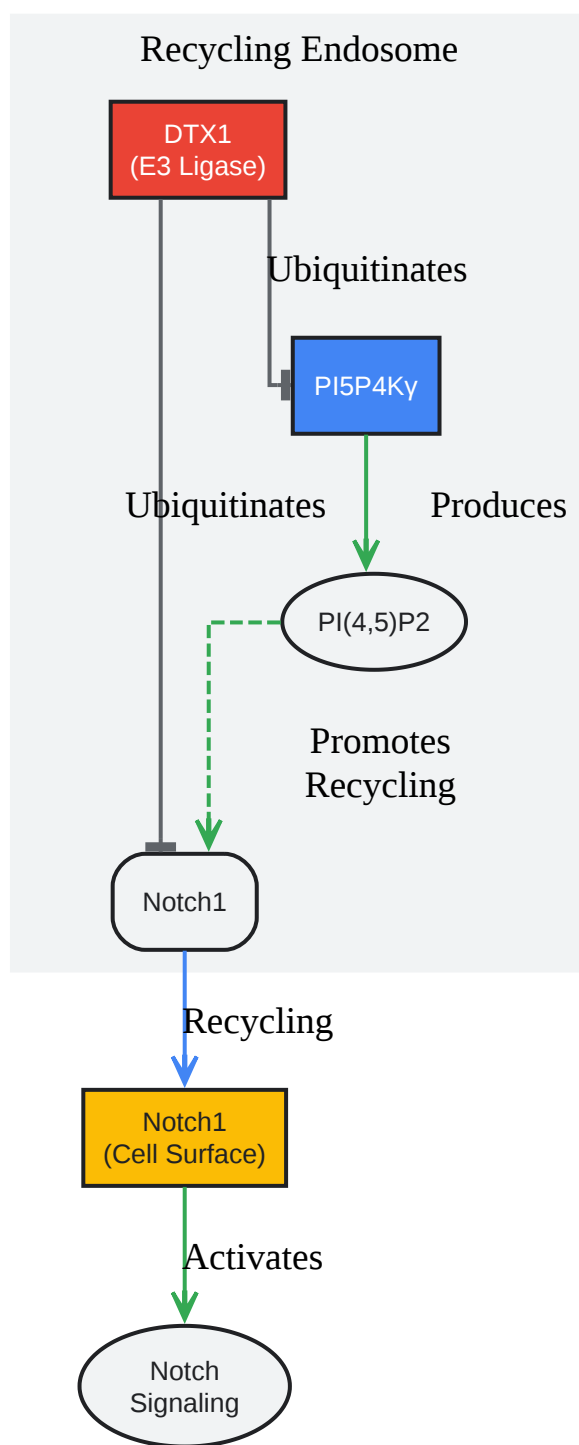 Recycling Endosome
DTX1
(E3 Ligase)
Ubiquitinates
PI5P4Kγ
Ubiquitinates
Produces
PI(4,5)P2
Promotes
Recycling
Notch1
Recycling
Notch1
(Cell Surface)
Activates
Notch
Signaling